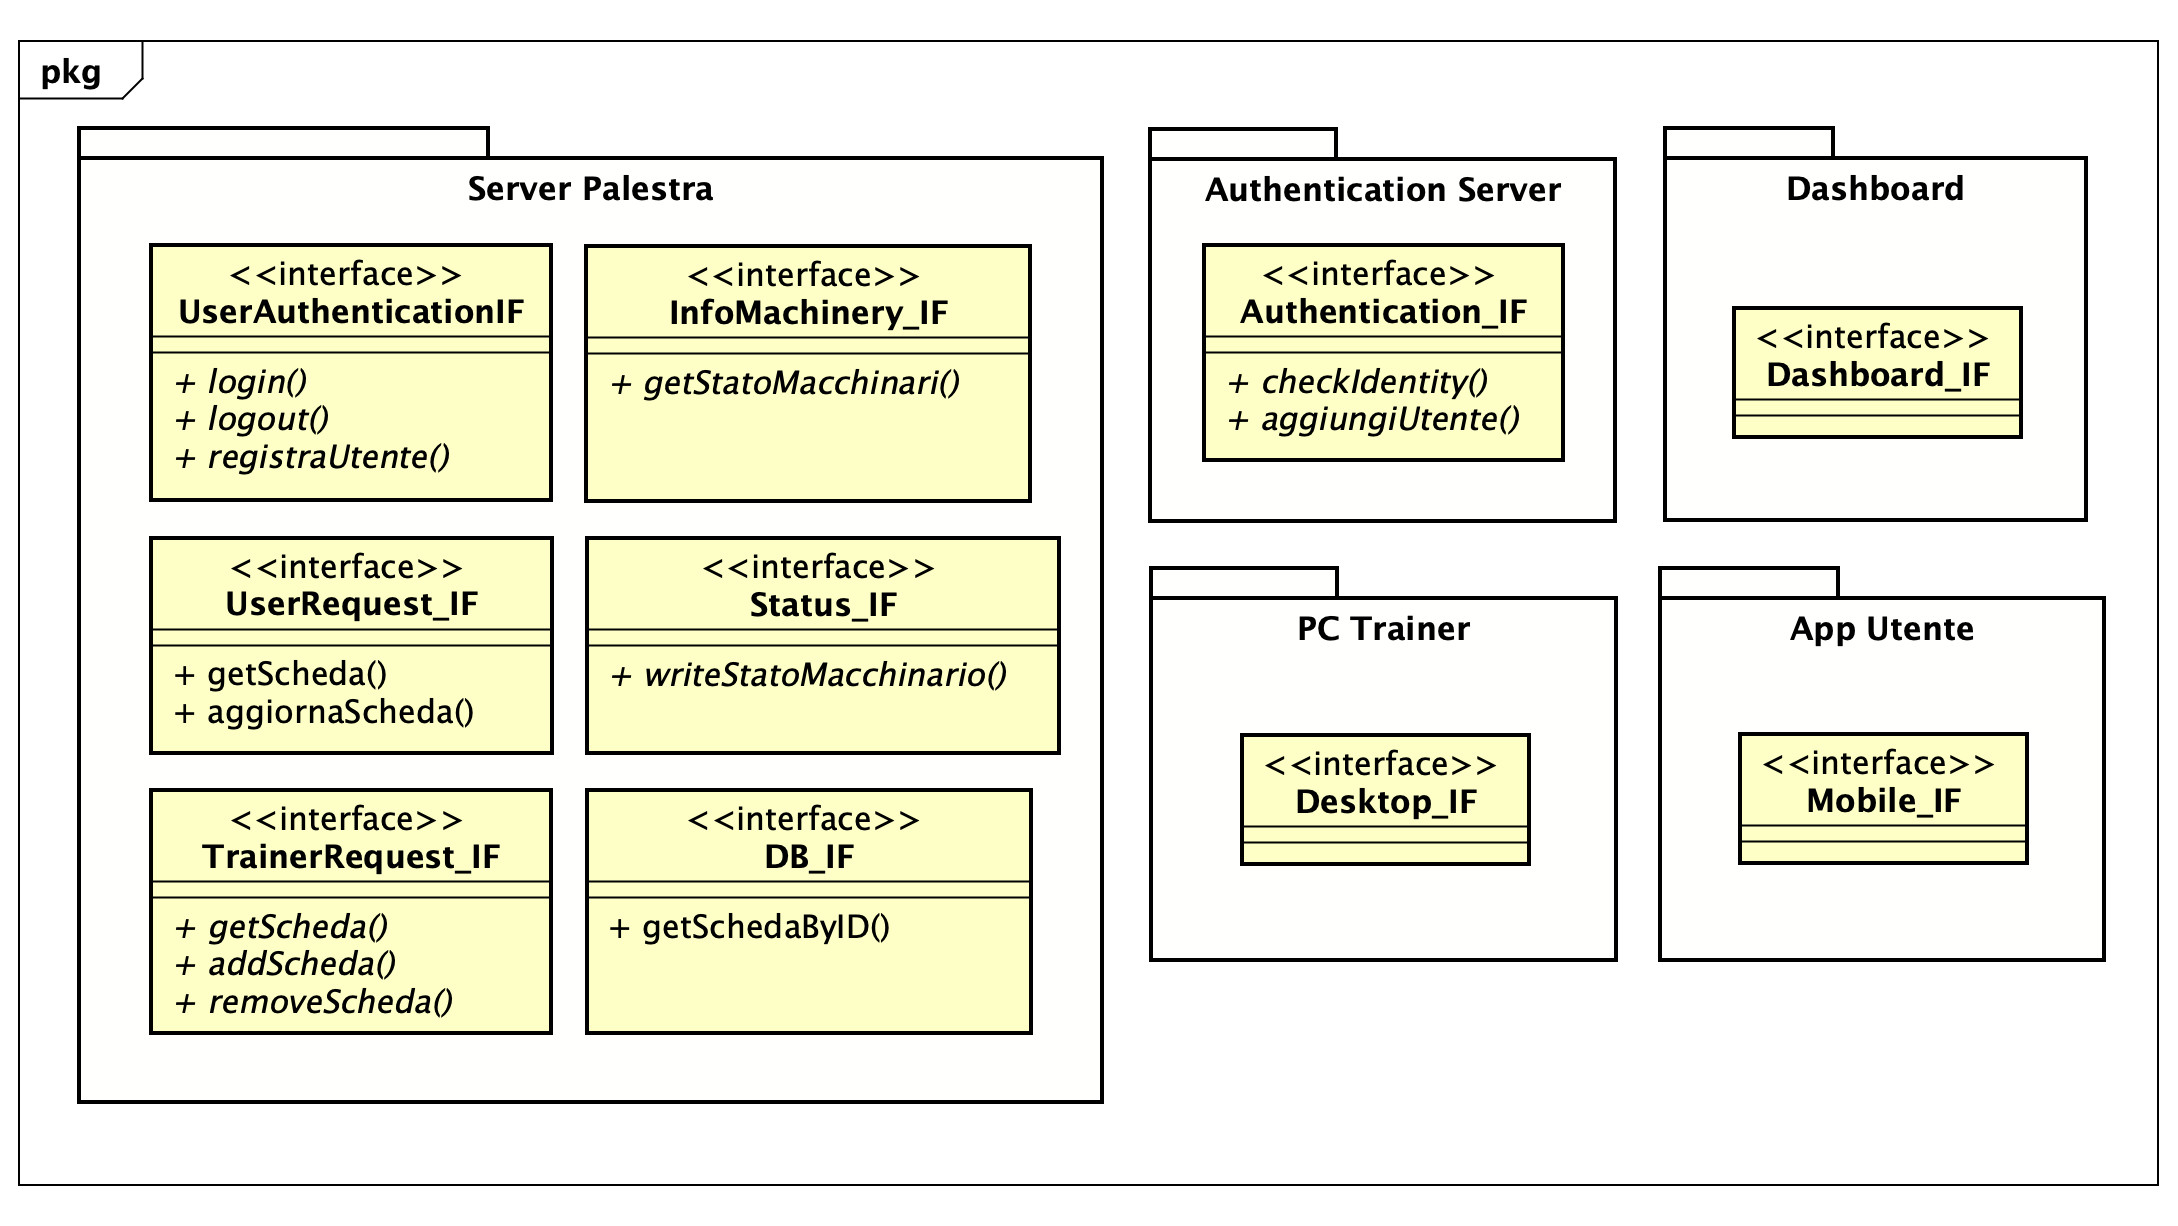 pkg
Server Palestra
<<interface>>
UserAuthenticationIF
+ login()
+ logout()
+ registraUtente()
<<interface>>
InfoMachinery_IF
+ getStatoMacchinari()
<<interface>>
UserRequest_IF
+ getScheda()
+ aggiornaScheda()
<<interface>>
Status_IF
+ writeStatoMacchinario()
<<interface>>
TrainerRequest_IF
+ getScheda()
+ addScheda()
+ removeScheda()
<<interface>>
DB_IF
+ getSchedaByID()
Authentication Server
<<interface>>
Authentication_IF
+ checkIdentity()
+ aggiungiUtente()
Dashboard
<<interface>>
Dashboard_IF
PC Trainer
<<interface>>
Desktop_IF
App Utente
<<interface>>
Mobile_IF